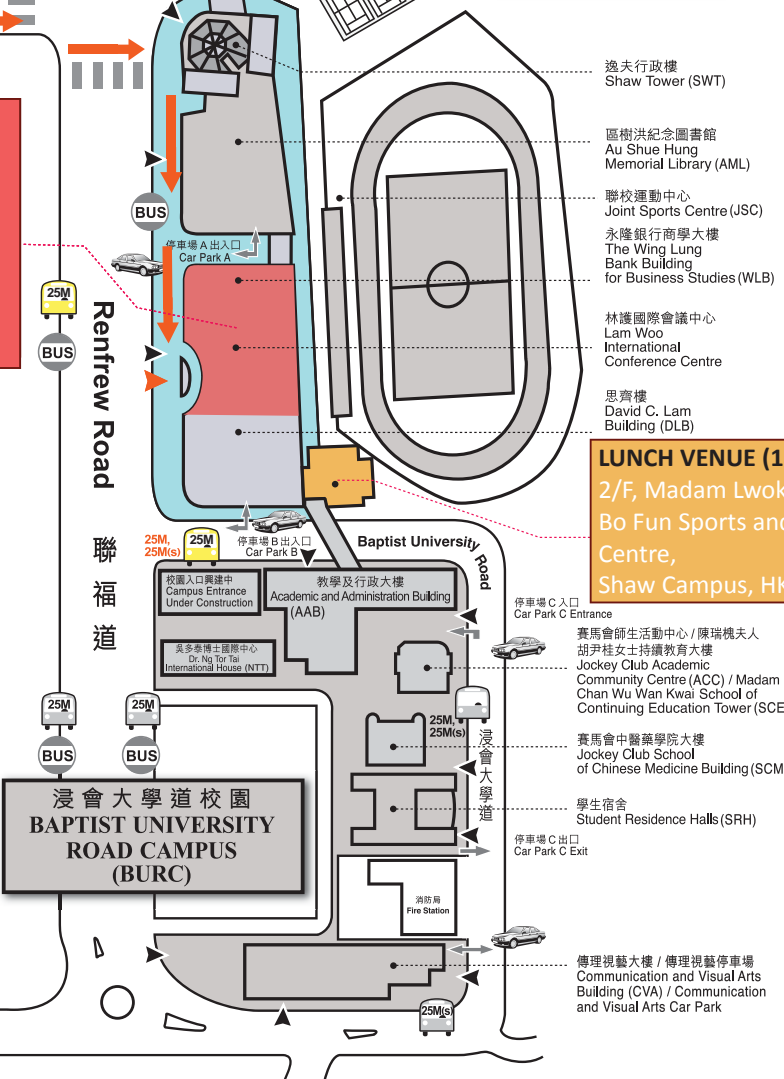 逸夫行政樓
Shaw Tower (SWT)
區樹洪紀念圖書館
Au Shue Hung
Memorial Library (AML)
聯校運動中心
Joint Sports Centre (JSC)
永隆銀行商學大樓
The Wing Lung
Bank Building
for Business Studies (WLB)
林護國際會議中心
Lam Woo
International
Conference Centre
思齊樓
David C. Lam
Building (DLB)
BUS
停車場 A 出入口
Car Park A
25M
BUS
Renfrew Road
聯福道
LUNCH VENUE (1
2/F, Madam Lwok
Bo Fun Sports and
Centre,
Shaw Campus, HK
25M,
25M(s)
25M
停車場 B 出入口
Car Park B
Baptist University Road
校園入口興建中
Campus Entrance
Under Construction
教學及行政大樓
Academic and Administration Building
(AAB)
吳多泰博士國際中心
Dr. Ng Tor Tai
International House (NTT)
停車場 C 入口
Car Park C Entrance
賽馬會師生活動中心 / 陳瑞槐夫人
胡尹桂女士持續教育大樓
Jockey Club Academic
Community Centre (ACC) / Madam
Chan Wu Wan Kwai School of
Continuing Education Tower (SCE
25M
25M
BUS
BUS
25M,
25M(s)
浸會大學道
賽馬會中醫藥學院大樓
Jockey Club School
of Chinese Medicine Building (SCM
浸會大學道校園
BAPTIST UNIVERSITY
ROAD CAMPUS
(BURC)
學生宿舍
Student Residence Halls (SRH)
停車場 C 出口
Car Park C Exit
消防局
Fire Station
傳理視藝大樓 / 傳理視藝停車場
Communication and Visual Arts
Building (CVA) / Communication
and Visual Arts Car Park
25M(s)